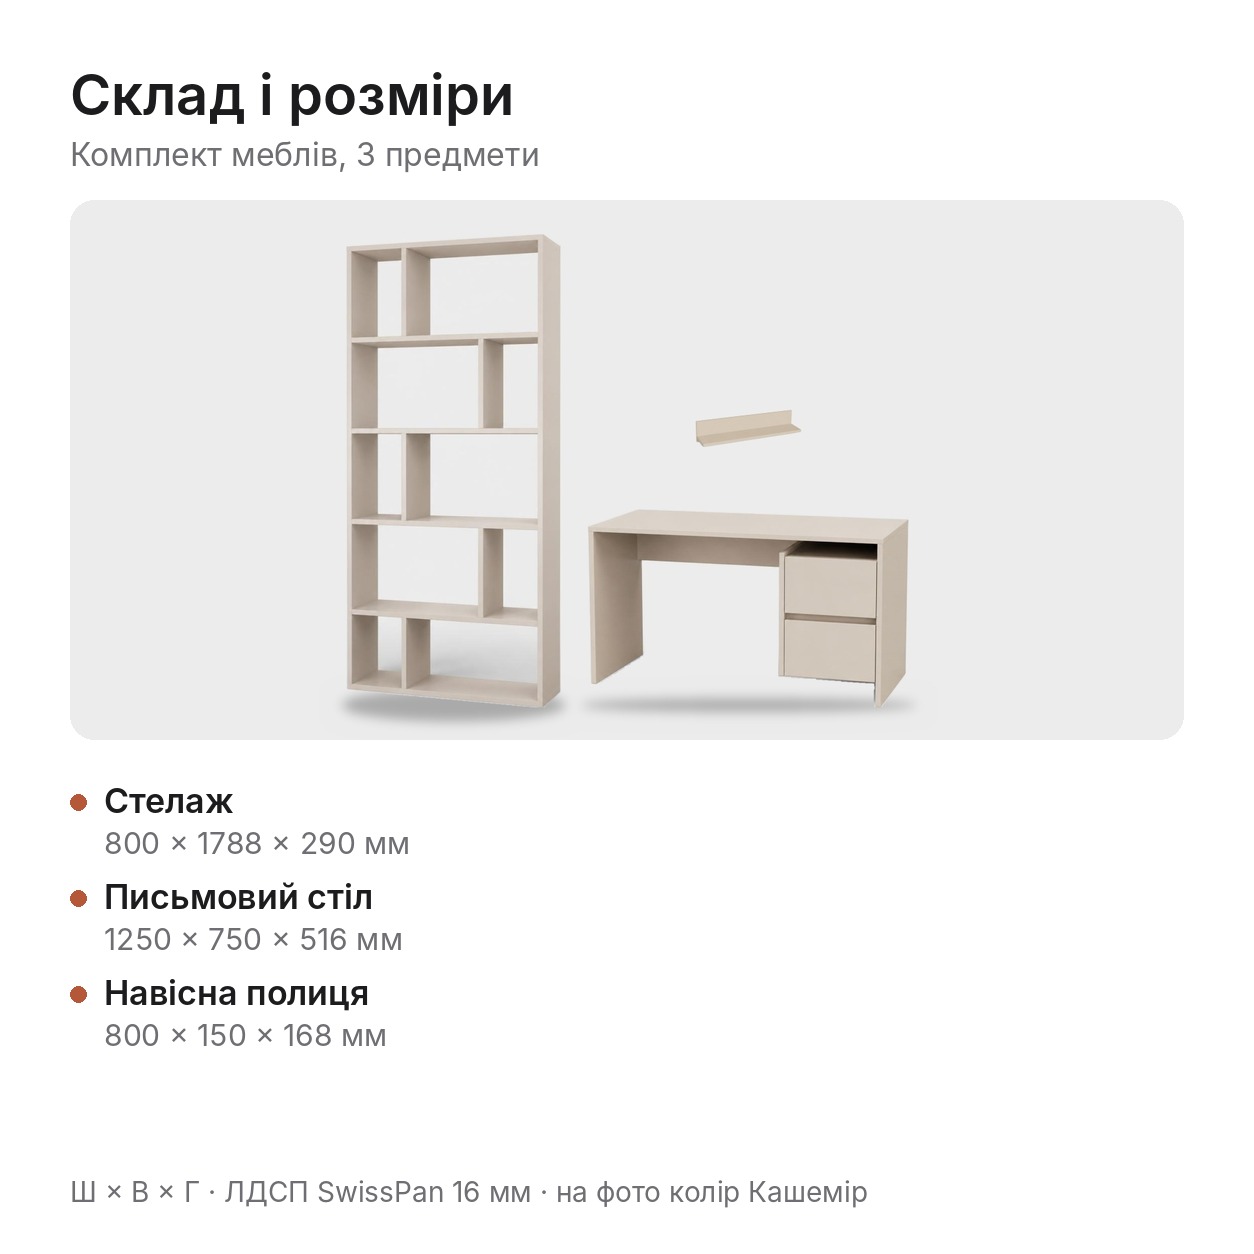 Склад і розміри
Комплект меблів, 3 предмети
Стелаж
800 × 1788 × 290 мм
Письмовий стіл
1250 × 750 × 516 мм
Навісна полиця
800 × 150 × 168 мм
Ш × В × Г · ЛДСП SwissPan 16 мм · на фото колір Кашемір